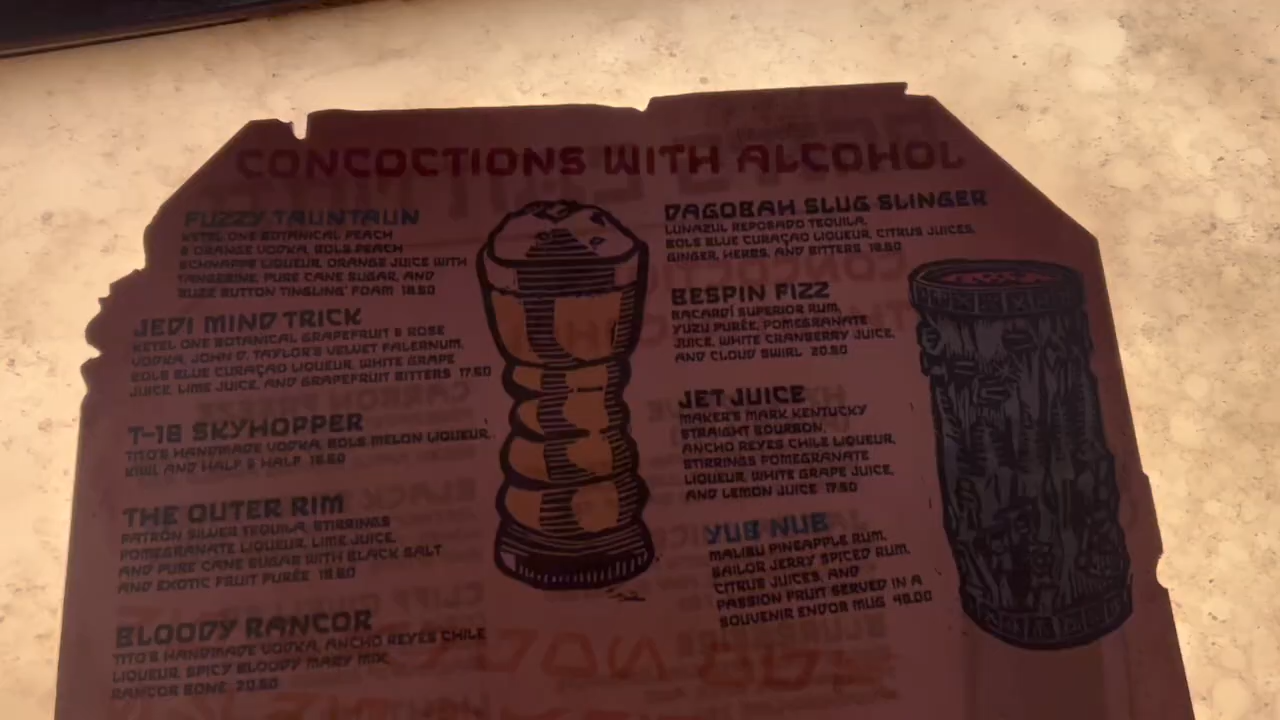 CONCOCTIONS WITH ALCOHOL
FUZZY TAUNTAUN
KETEL ONE BOTANICAL PEACH
& ORANGE VODKA, BOLS PEACH
SCHNAPPS LIQUEUR, ORANGE JUICE WITH
TANGERINE, PURE CANE SUGAR, AND
BUZZ BUTTON TINGLING FOAM 18.50
JEDI MIND TRICK
KETEL ONE BOTANICAL GRAPEFRUIT & ROSE
VODKA, JOHN D. TAYLOR'S VELVET FALERNUM,
BOLS BLUE CURAÇAO LIQUEUR, WHITE GRAPE
JUICE, LIME JUICE, AND GRAPEFRUIT BITTERS 17.50
T-16 SKYHOPPER
TITO'S HANDMADE VODKA, BOLS MELON LIQUEUR,
KIWI, AND HALF & HALF 16.50
THE OUTER RIM
PATRÓN SILVER TEQUILA, STIRRINGS
POMEGRANATE LIQUEUR, LIME JUICE,
AND PURE CANE SUGAR WITH BLACK SALT
AND EXOTIC FRUIT PURÉE 18.50
BLOODY RANCOR
TITO'S HANDMADE VODKA, ANCHO REYES CHILE
LIQUEUR, SPICY BLOODY MARY MIX,
RANCOR BONE 20.50
DAGOBAH SLUG SLINGER
LUNAZUL REPOSADO TEQUILA,
BOLS BLUE CURAÇAO LIQUEUR, CITRUS JUICES,
GINGER, HERBS, AND BITTERS 18.50
BESPIN FIZZ
BACARDÍ SUPERIOR RUM,
YUZU PURÉE, POMEGRANATE
JUICE, WHITE CRANBERRY JUICE,
AND CLOUD SWIRL 20.50
JET JUICE
MAKER'S MARK KENTUCKY
STRAIGHT BOURBON,
ANCHO REYES CHILE LIQUEUR,
STIRRINGS POMEGRANATE
LIQUEUR, WHITE GRAPE JUICE,
AND LEMON JUICE 17.50
YUB NUB
MALIBU PINEAPPLE RUM,
SAILOR JERRY SPICED RUM,
CITRUS JUICES, AND
PASSION FRUIT SERVED IN A
SOUVENIR ENDOR MUG 49.00